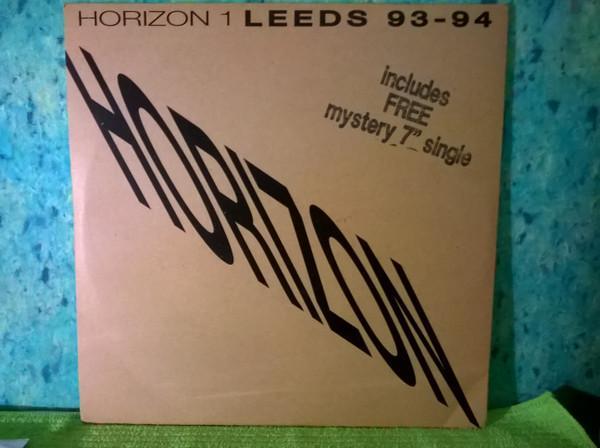 HORIZON 1 LEEDS 93-94
includes
FREE
mystery 7" single
HORIZON